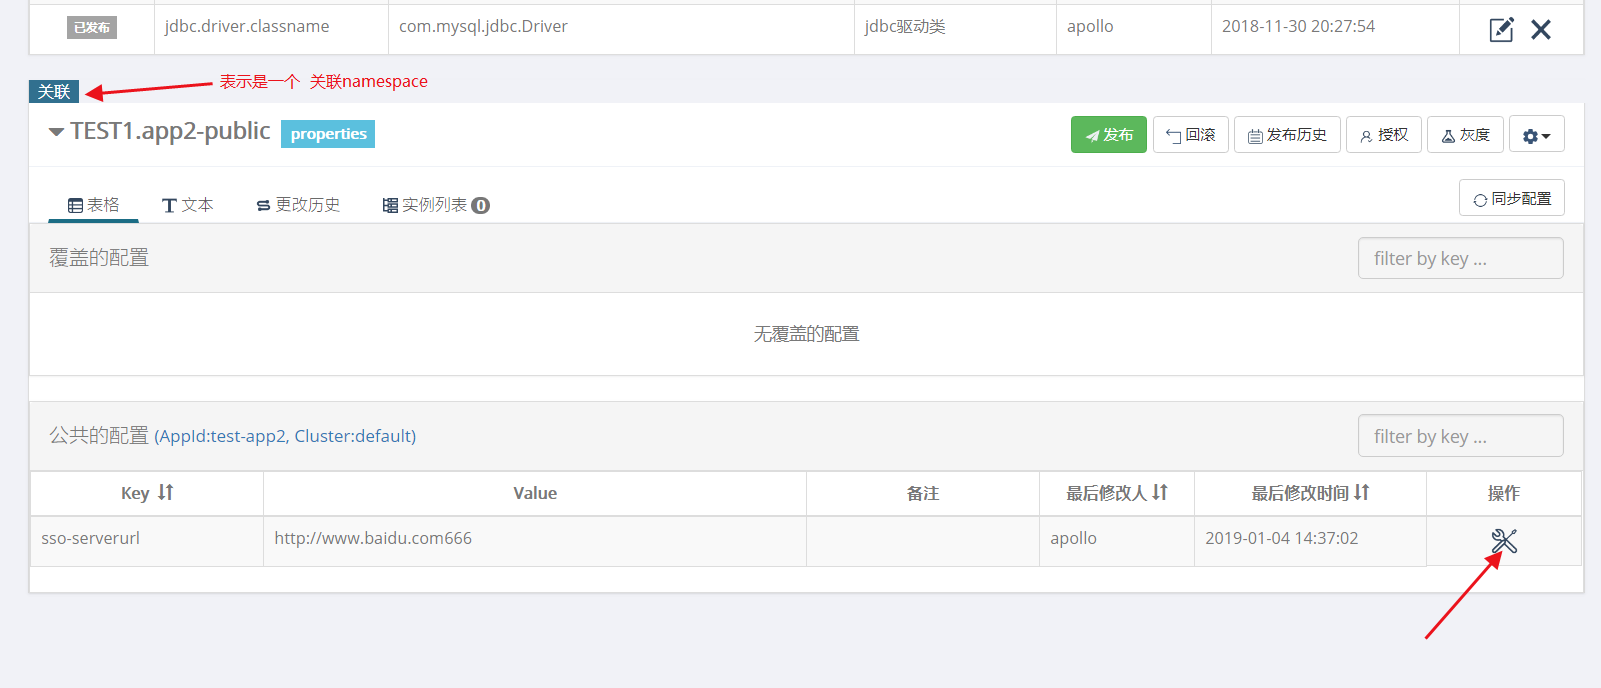 已发布 jdbc.driver.classname com.mysql.jdbc.Driver jdbc驱动类 apollo 2018-11-30 20:27:54
关联 表示是一个 关联namespace
TEST1.app2-public properties 发布 回滚 发布历史 授权 灰度
表格 文本 更改历史 实例列表 0 同步配置
覆盖的配置 filter by key ...
无覆盖的配置
公共的配置 (AppId:test-app2, Cluster:default) filter by key ...
Key Value 备注 最后修改人 最后修改时间 操作
sso-serverurl http://www.baidu.com666 apollo 2019-01-04 14:37:02